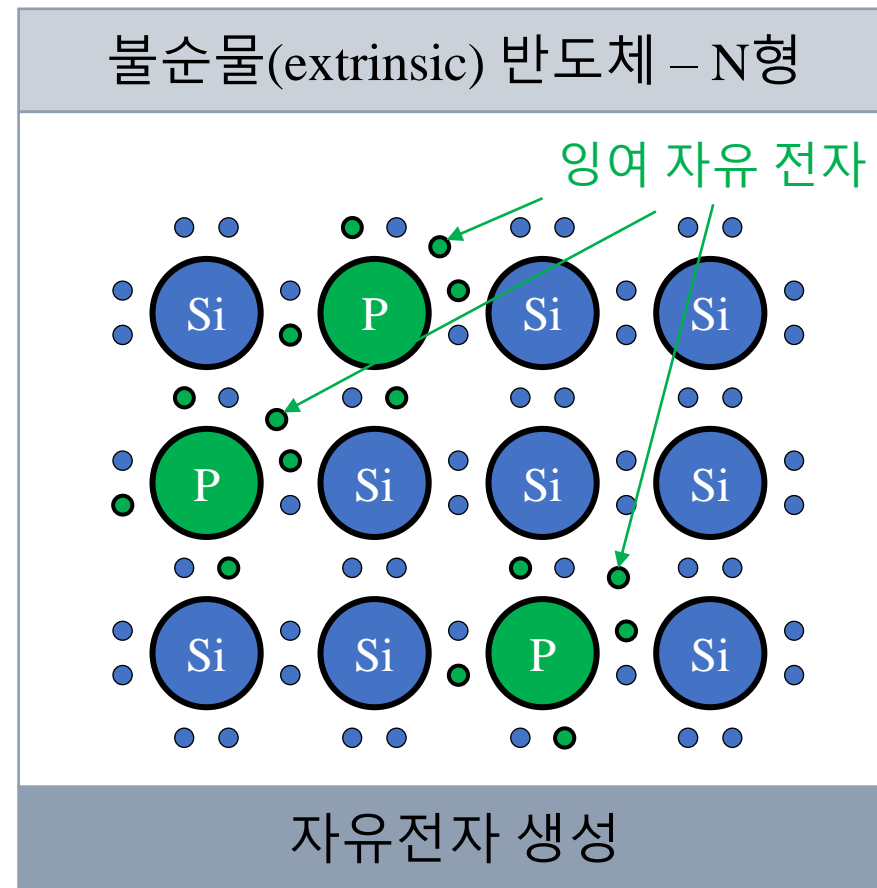 불순물(extrinsic) 반도체 – N형
잉여 자유 전자
Si P Si Si
P Si Si Si
Si Si P Si
자유전자 생성